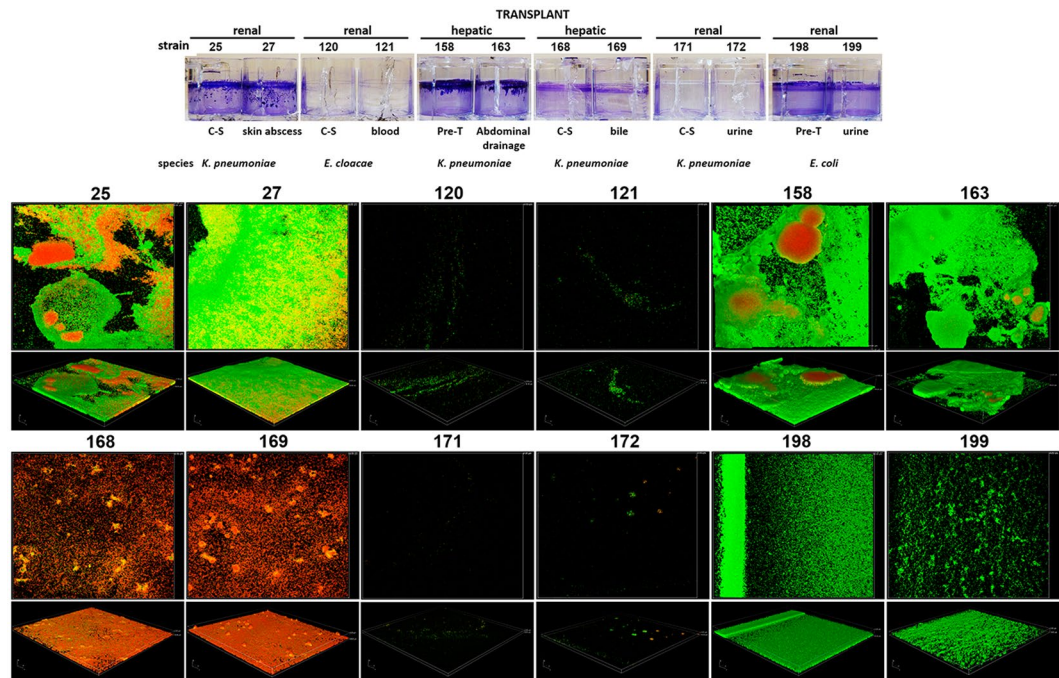 TRANSPLANT
renal renal hepatic hepatic renal renal
strain 25 27 120 121 158 163 168 169 171 172 198 199
C-S skin abscess C-S blood Pre-T Abdominal drainage C-S bile C-S urine Pre-T urine
species K. pneumoniae E. cloacae K. pneumoniae K. pneumoniae K. pneumoniae E. coli
25 27 120 121 158 163
168 169 171 172 198 199